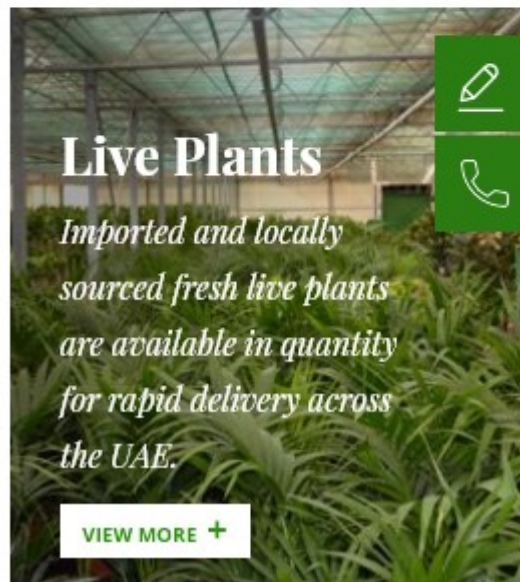 Live Plants
Imported and locally
sourced fresh live plants
are available in quantity
for rapid delivery across
the UAE.
VIEW MORE +